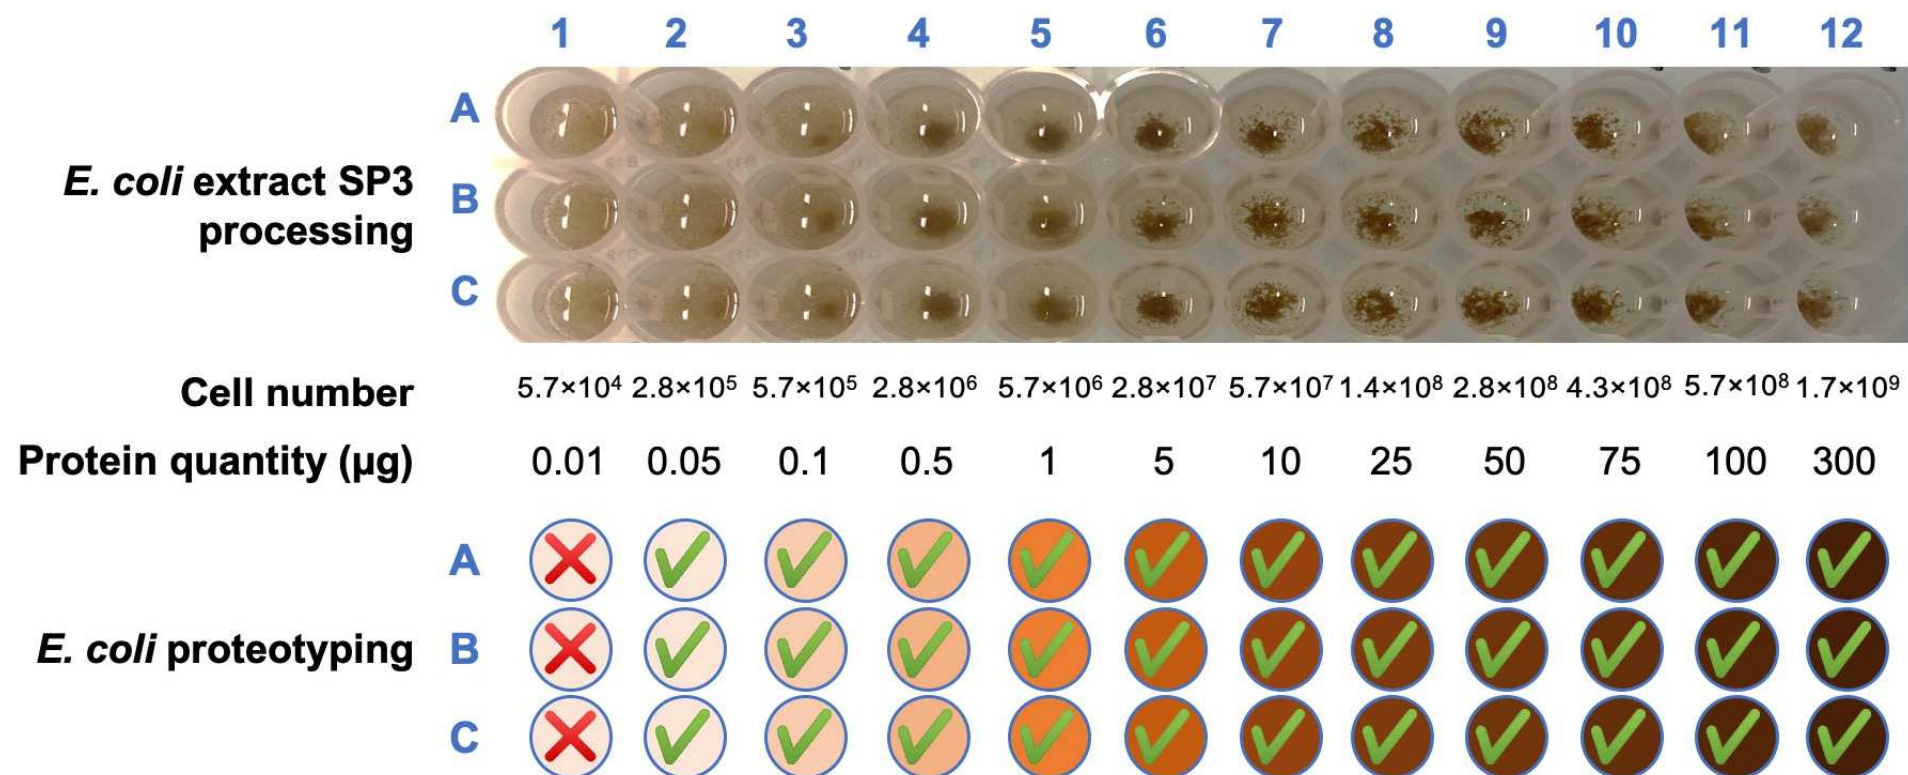 1 2 3 4 5 6 7 8 9 10 11 12
A
E. coli extract SP3
processing
B
C
Cell number 5.7×10⁴ 2.8×10⁵ 5.7×10⁵ 2.8×10⁶ 5.7×10⁶ 2.8×10⁷ 5.7×10⁷ 1.4×10⁸ 2.8×10⁸ 4.3×10⁸ 5.7×10⁸ 1.7×10⁹
Protein quantity (µg) 0.01 0.05 0.1 0.5 1 5 10 25 50 75 100 300
A
E. coli proteotyping B
C